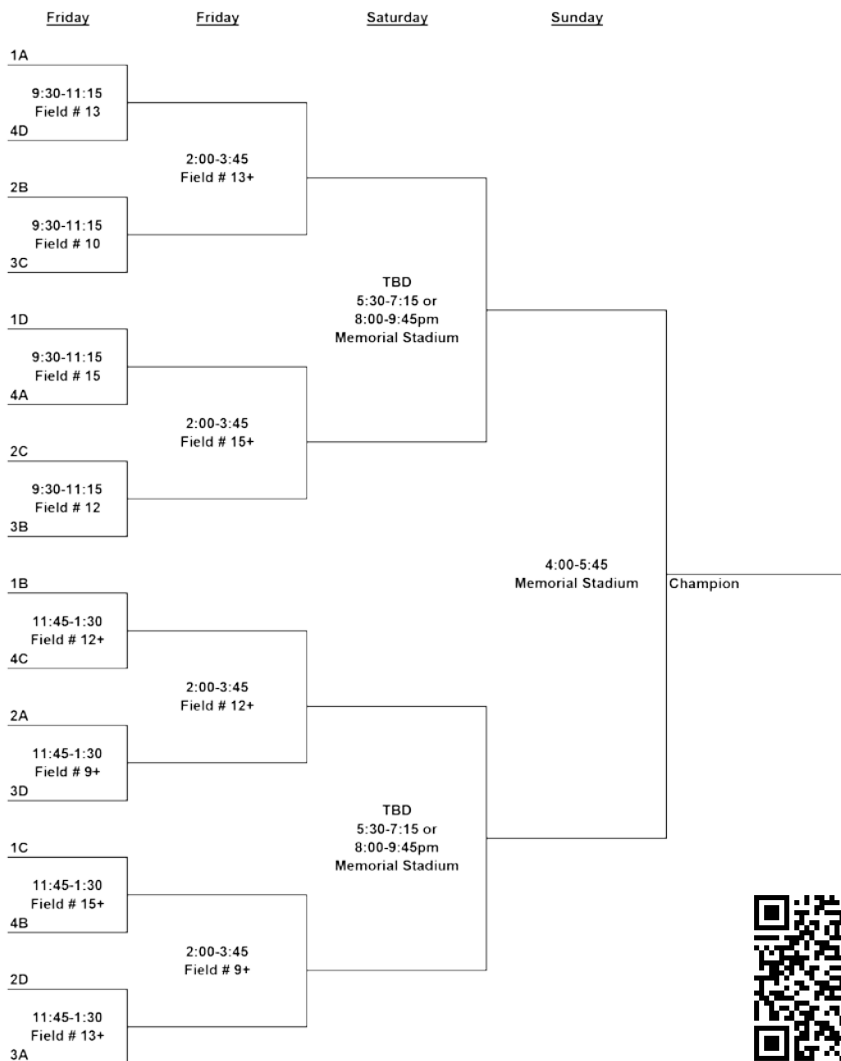 Friday
Friday
Saturday
Sunday
1A
9:30-11:15
Field # 13
4D
2:00-3:45
Field # 13+
2B
9:30-11:15
Field # 10
3C
TBD
5:30-7:15 or
8:00-9:45pm
Memorial Stadium
1D
9:30-11:15
Field # 15
4A
2:00-3:45
Field # 15+
2C
9:30-11:15
Field # 12
3B
4:00-5:45
Memorial Stadium
Champion
1B
11:45-1:30
Field # 12+
4C
2:00-3:45
Field # 12+
2A
11:45-1:30
Field # 9+
3D
TBD
5:30-7:15 or
8:00-9:45pm
Memorial Stadium
1C
11:45-1:30
Field # 15+
4B
2:00-3:45
Field # 9+
2D
11:45-1:30
Field # 13+
3A